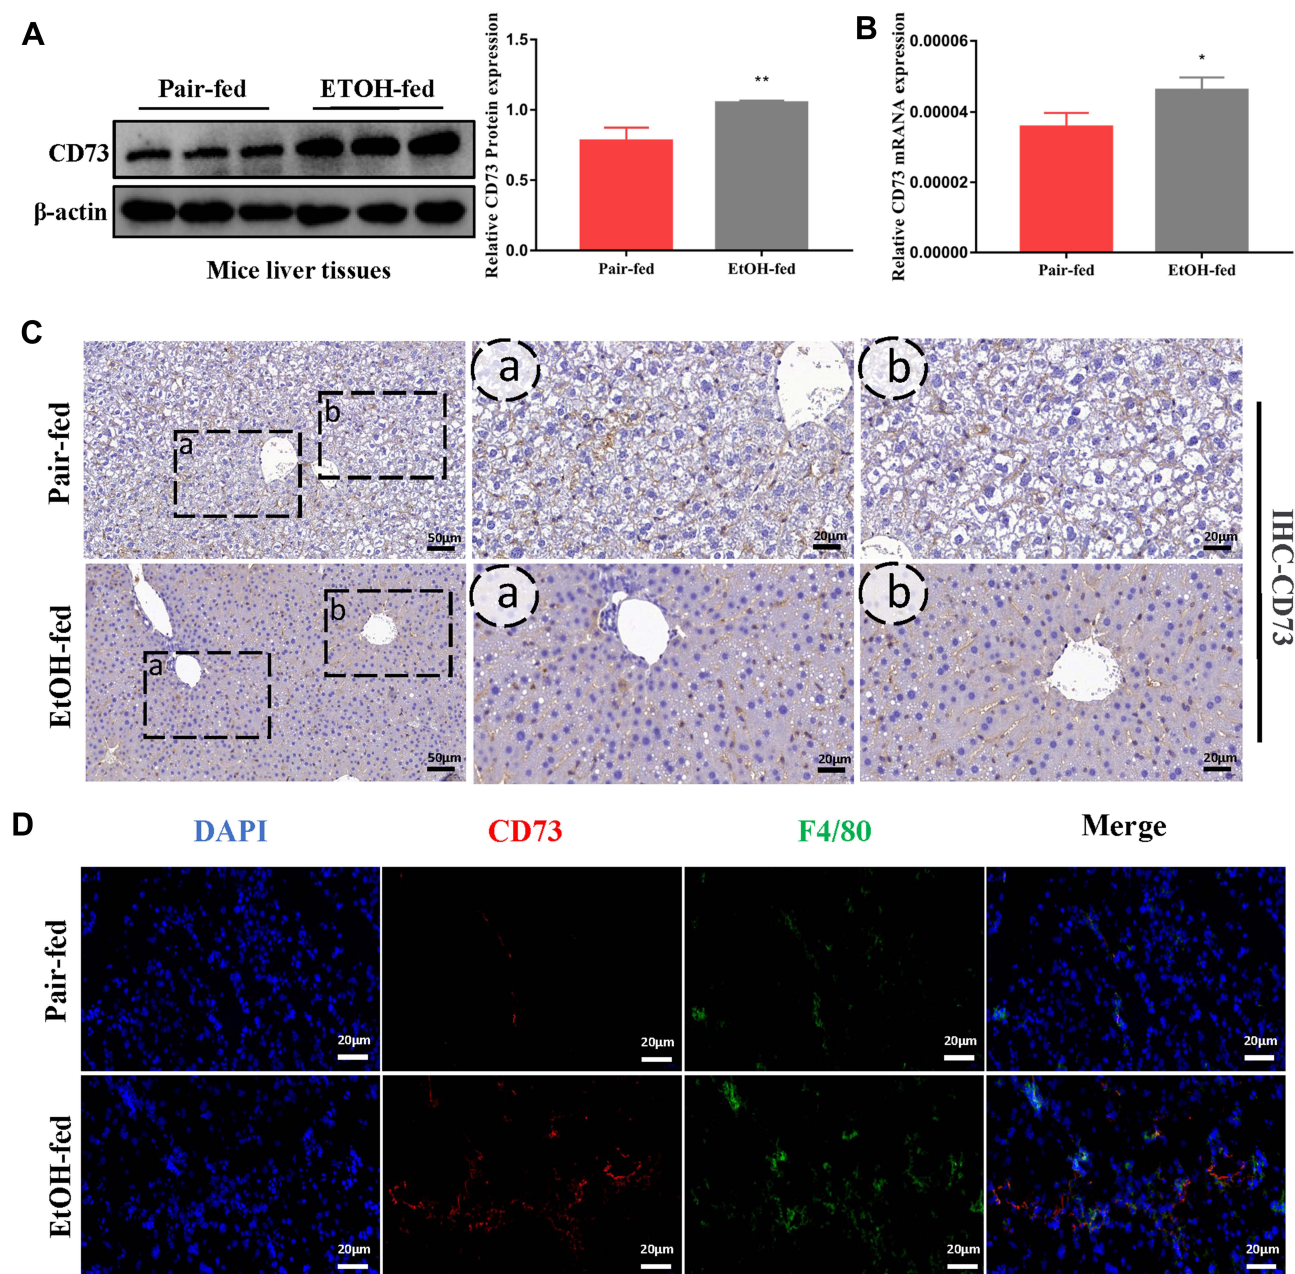 A
Pair-fed
ETOH-fed
CD73
β-actin
Mice liver tissues
Relative CD73 Protein expression
1.5
1.0
0.5
0.0
**
Pair-fed
EtOH-fed
B
Relative CD73 mRANA expression
0.00006
0.00004
0.00002
0.00000
*
Pair-fed
EtOH-fed
C
Pair-fed
a
b
50μm
a
20μm
b
20μm
EtOH-fed
a
b
50μm
a
20μm
b
20μm
IHC-CD73
D
DAPI
CD73
F4/80
Merge
Pair-fed
20μm
20μm
20μm
20μm
EtOH-fed
20μm
20μm
20μm
20μm